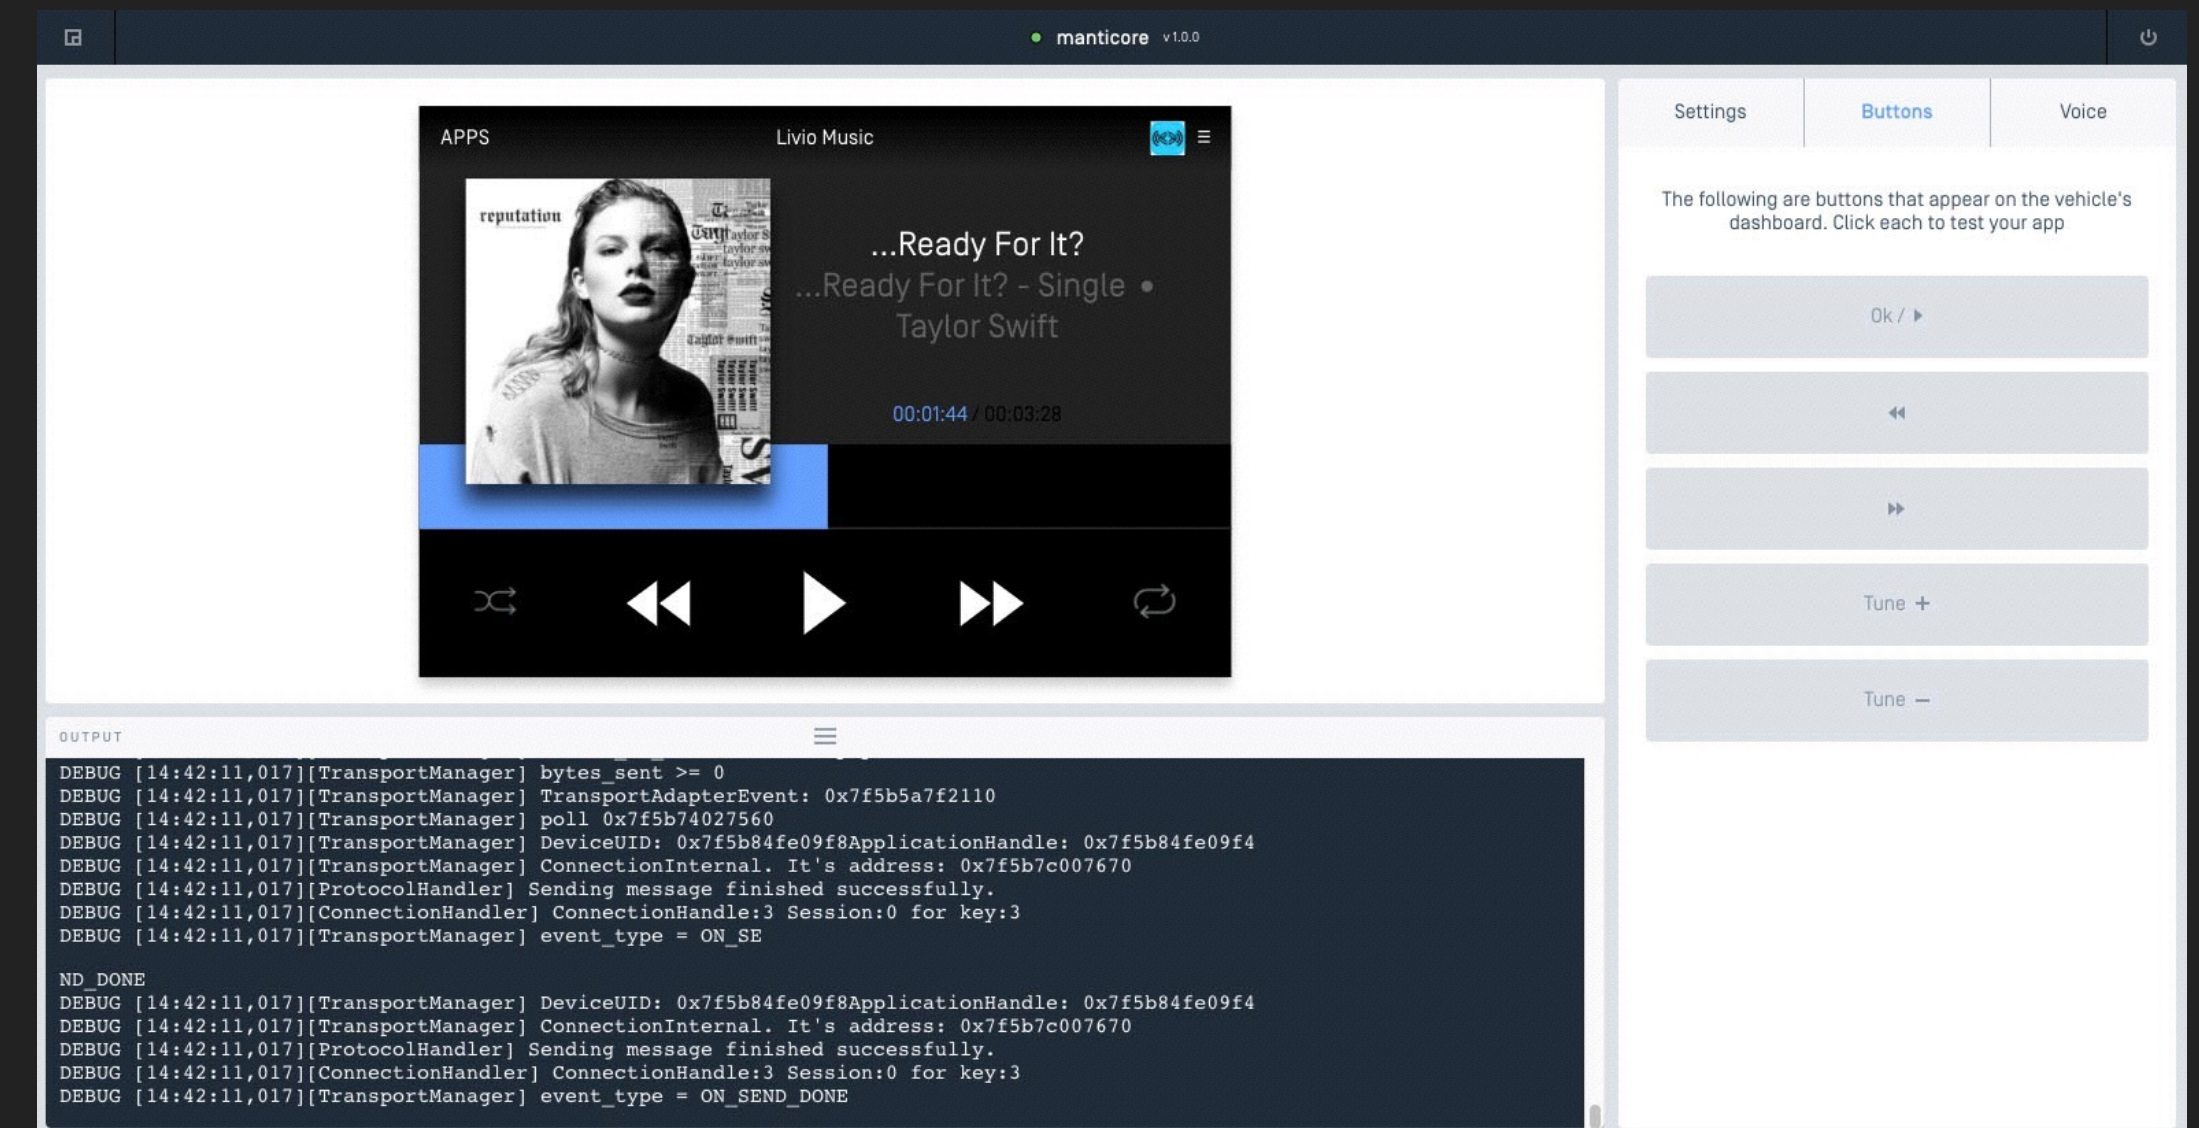 manticore v1.0.0
APPS
Livio Music
reputation
Taylor Swift
...Ready For It?
...Ready For It? - Single •
Taylor Swift
00:01:44 / 00:03:28
Settings
Buttons
Voice
The following are buttons that appear on the vehicle's
dashboard. Click each to test your app
Ok /
Tune +
Tune −
OUTPUT
DEBUG [14:42:11,017][TransportManager] bytes_sent >= 0
DEBUG [14:42:11,017][TransportManager] TransportAdapterEvent: 0x7f5b5a7f2110
DEBUG [14:42:11,017][TransportManager] poll 0x7f5b74027560
DEBUG [14:42:11,017][TransportManager] DeviceUID: 0x7f5b84fe09f8ApplicationHandle: 0x7f5b84fe09f4
DEBUG [14:42:11,017][TransportManager] ConnectionInternal. It's address: 0x7f5b7c007670
DEBUG [14:42:11,017][ProtocolHandler] Sending message finished successfully.
DEBUG [14:42:11,017][ConnectionHandler] ConnectionHandle:3 Session:0 for key:3
DEBUG [14:42:11,017][TransportManager] event_type = ON_SE
ND_DONE
DEBUG [14:42:11,017][TransportManager] DeviceUID: 0x7f5b84fe09f8ApplicationHandle: 0x7f5b84fe09f4
DEBUG [14:42:11,017][TransportManager] ConnectionInternal. It's address: 0x7f5b7c007670
DEBUG [14:42:11,017][ProtocolHandler] Sending message finished successfully.
DEBUG [14:42:11,017][ConnectionHandler] ConnectionHandle:3 Session:0 for key:3
DEBUG [14:42:11,017][TransportManager] event_type = ON_SEND_DONE